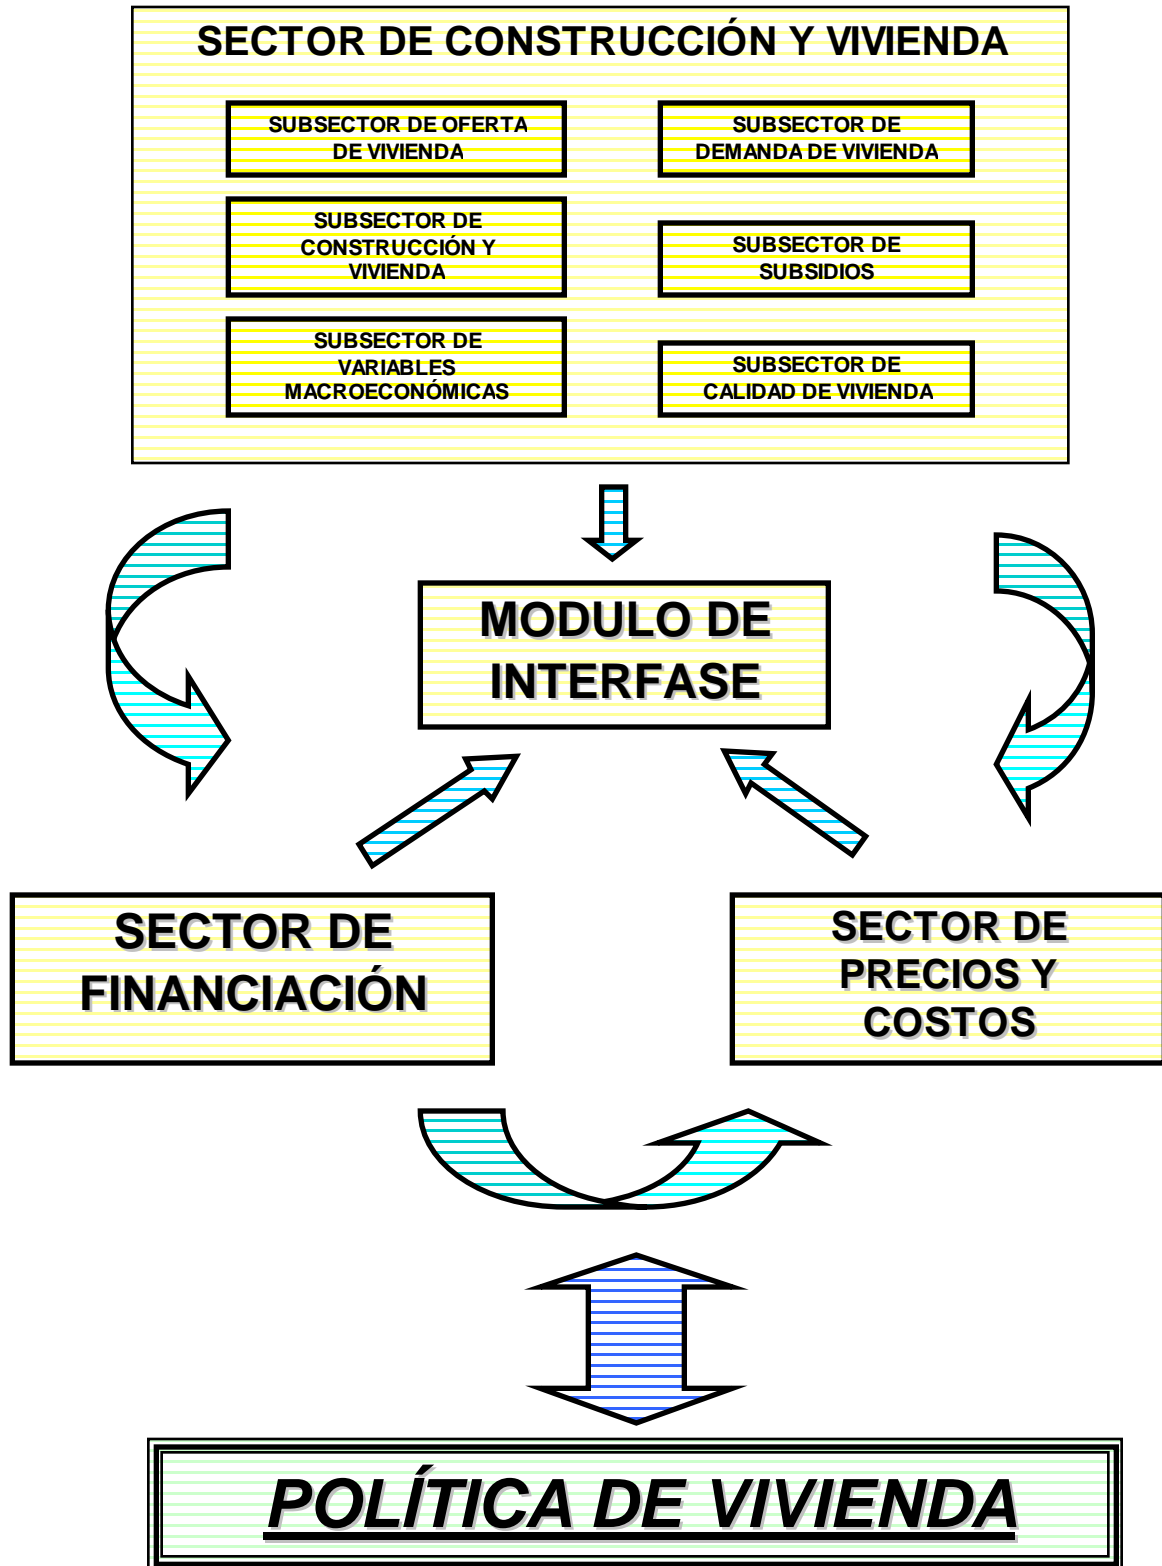 SECTOR DE CONSTRUCCIÓN Y VIVIENDA
SUBSECTOR DE OFERTA
DE VIVIENDA
SUBSECTOR DE
DEMANDA DE VIVIENDA
SUBSECTOR DE
CONSTRUCCIÓN Y
VIVIENDA
SUBSECTOR DE
SUBSIDIOS
SUBSECTOR DE
VARIABLES
MACROECONÓMICAS
SUBSECTOR DE
CALIDAD DE VIVIENDA
MODULO DE
INTERFASE
SECTOR DE
FINANCIACIÓN
SECTOR DE
PRECIOS Y
COSTOS
POLÍTICA DE VIVIENDA